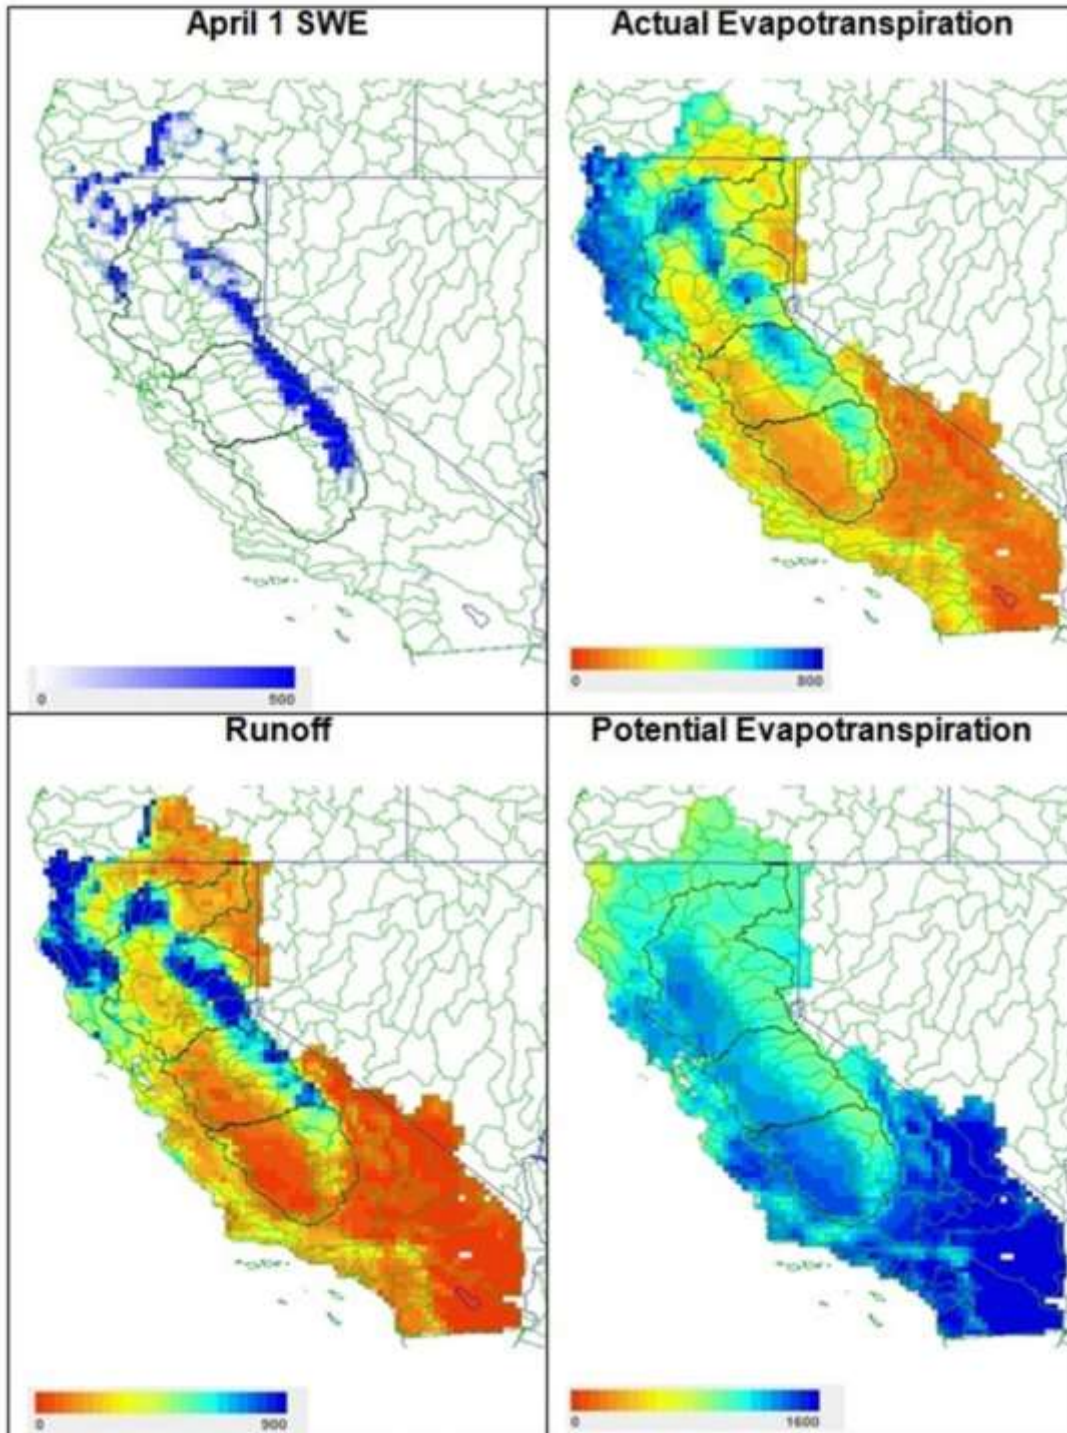 April 1 SWE
Actual Evapotranspiration
0 500
0 800
Runoff
Potential Evapotranspiration
0 900
0 1600